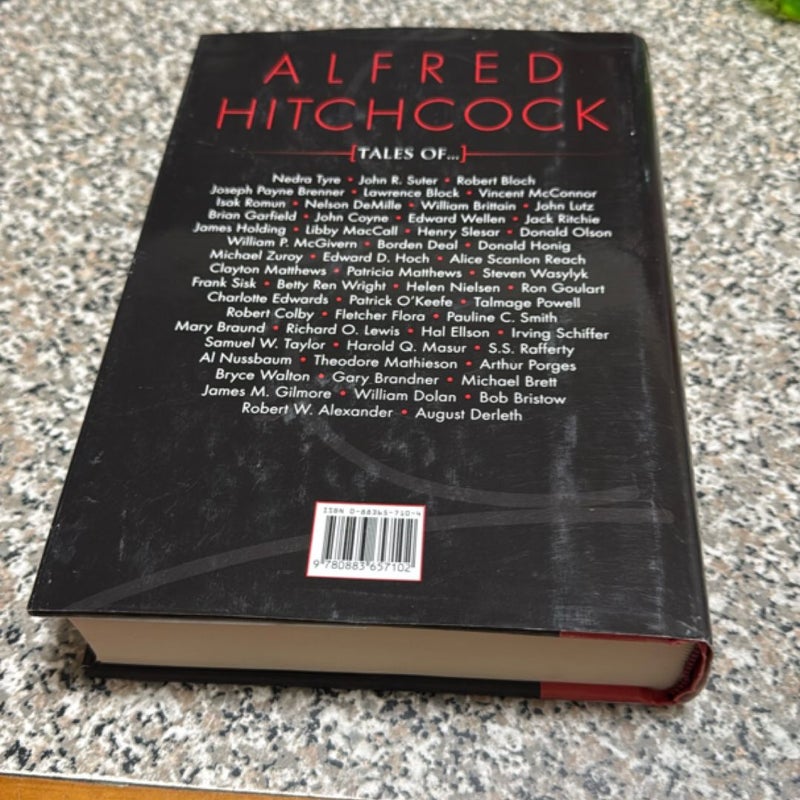 ALFRED
HITCHCOCK
[TALES OF...]
Nedra Tyre • John R. Suter • Robert Bloch
Joseph Payne Brenner • Lawrence Block • Vincent McConnor
Isak Romun • Nelson DeMille • William Brittain • John Lutz
Brian Garfield • John Coyne • Edward Wellen • Jack Ritchie
James Holding • Libby MacCall • Henry Slesar • Donald Olson
William P. McGivern • Borden Deal • Donald Honig
Michael Zuroy • Edward D. Hoch • Alice Scanlon Reach
Clayton Matthews • Patricia Matthews • Steven Wasylyk
Frank Sisk • Betty Ren Wright • Helen Nielsen • Ron Goulart
Charlotte Edwards • Patrick O'Keefe • Talmage Powell
Robert Colby • Fletcher Flora • Pauline C. Smith
Mary Braund • Richard O. Lewis • Hal Ellson • Irving Schiffer
Samuel W. Taylor • Harold Q. Masur • S.S. Rafferty
Al Nussbaum • Theodore Mathieson • Arthur Porges
Bryce Walton • Gary Brandner • Michael Brett
James M. Gilmore • William Dolan • Bob Bristow
Robert W. Alexander • August Derleth
ISBN 0-88365-710-4
9 780883 657102